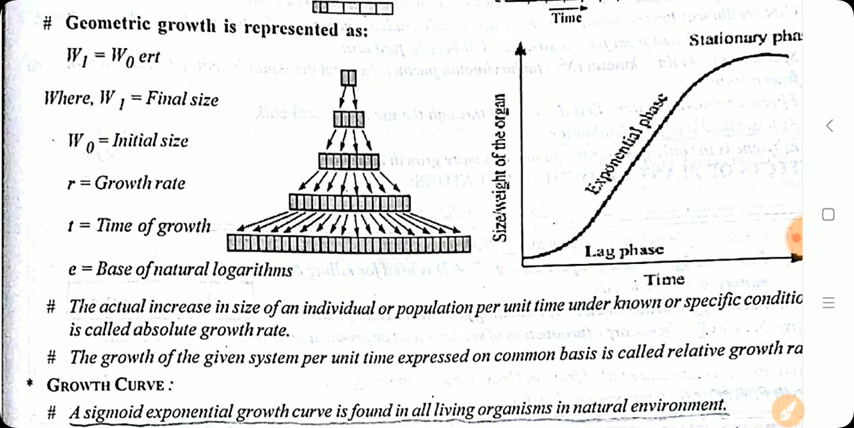 Time
# Geometric growth is represented as:
W1 = W0 ert
Where, W1 = Final size
W0 = Initial size
r = Growth rate
t = Time of growth
e = Base of natural logarithms
Stationary pha
Exponential phase
Lag phase
Size/weight of the organ
Time
# The actual increase in size of an individual or population per unit time under known or specific conditio
is called absolute growth rate.
# The growth of the given system per unit time expressed on common basis is called relative growth ra
* GROWTH CURVE :
# A sigmoid exponential growth curve is found in all living organisms in natural environment.